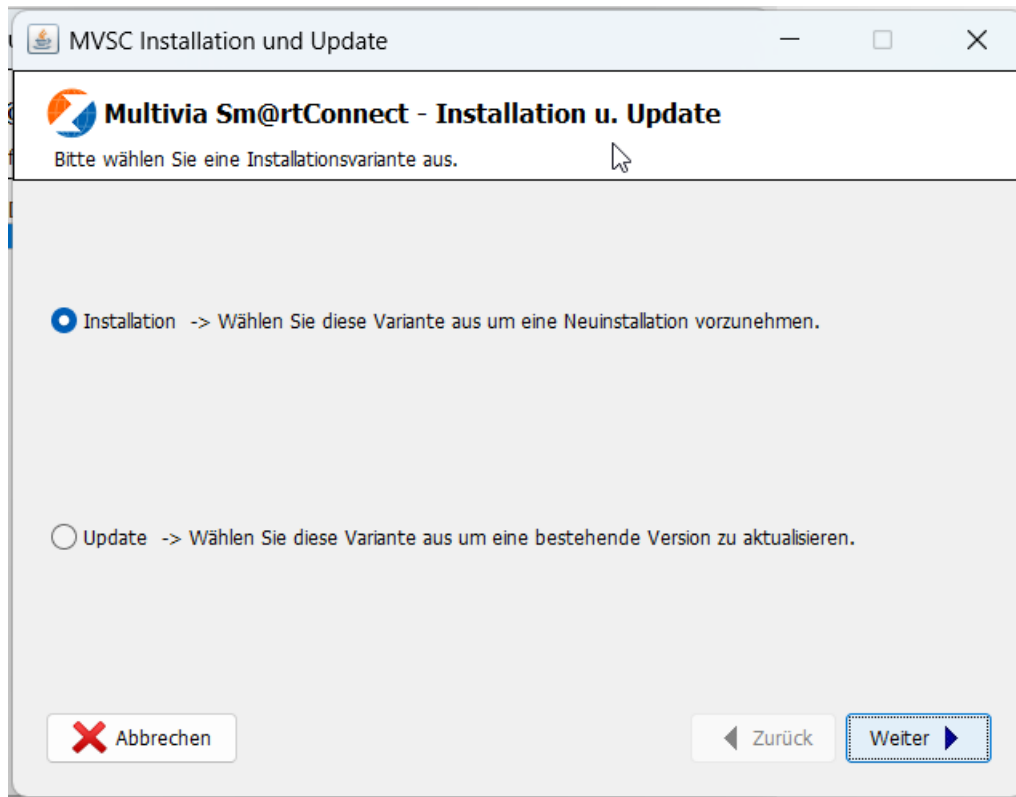 MVSC Installation und Update
Multivia Sm@rtConnect - Installation u. Update
Bitte wählen Sie eine Installationsvariante aus.
Installation -> Wählen Sie diese Variante aus um eine Neuinstallation vorzunehmen.
Update -> Wählen Sie diese Variante aus um eine bestehende Version zu aktualisieren.
Abbrechen
Zurück
Weiter